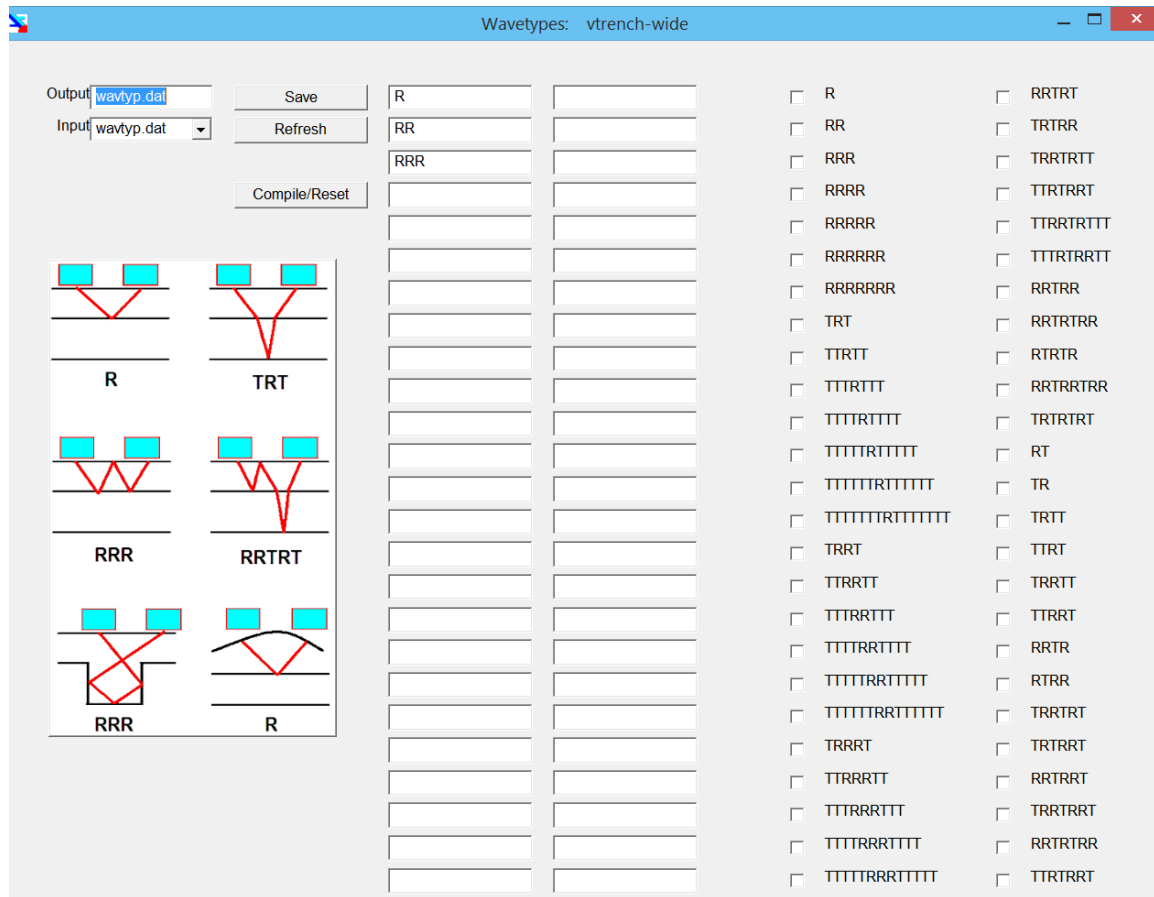 Wavetypes: vtrench-wide
Output wavtyp.dat
Save
Input wavtyp.dat
Refresh
Compile/Reset
R
RR
RRR
R
TRT
RRR
RRTRT
RRR
R
R
RR
RRR
RRRR
RRRRR
RRRRRR
RRRRRRR
TRT
TTRTT
TTTRTTT
TTTTRTTTT
TTTTTRTTTTT
TTTTTTRTTTTTT
TTTTTTTRTTTTTTT
TRRT
TTRRTT
TTTRRTTT
TTTTRRTTTT
TTTTTRRTTTTT
TTTTTTRRTTTTTT
TRRRT
TTRRRTT
TTTRRRTTT
TTTTRRRTTTT
TTTTTRRRTTTTT
RRTRT
TRTRR
TRRTRTT
TTRTRRT
TTRRTRTTT
TTTRTRRTT
RRTRR
RRTRTRR
RTRTR
RRTRRTRR
TRTRTRT
RT
TR
TRTT
TTRT
TRRTT
TTRRT
RRTR
RTRR
TRRTRT
TRTRRT
RRTRRT
TRRTRRT
RRTRTRR
TTRTRRT